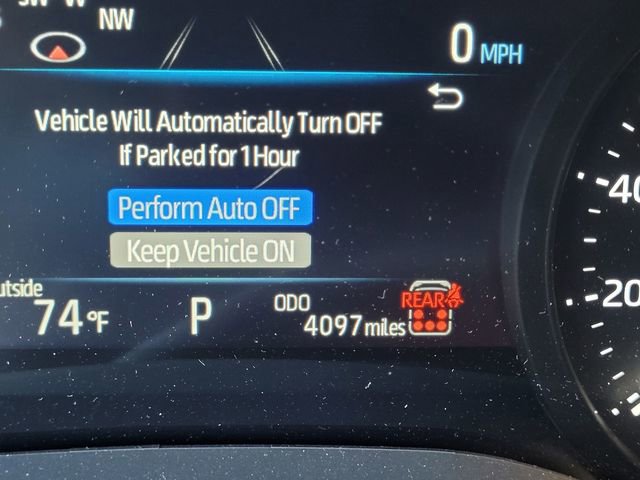 SW W NW
0 MPH
Vehicle Will Automatically Turn OFF
If Parked for 1 Hour
Perform Auto OFF
Keep Vehicle ON
utside
74°F
P
ODO
4097 miles
REAR
40
20